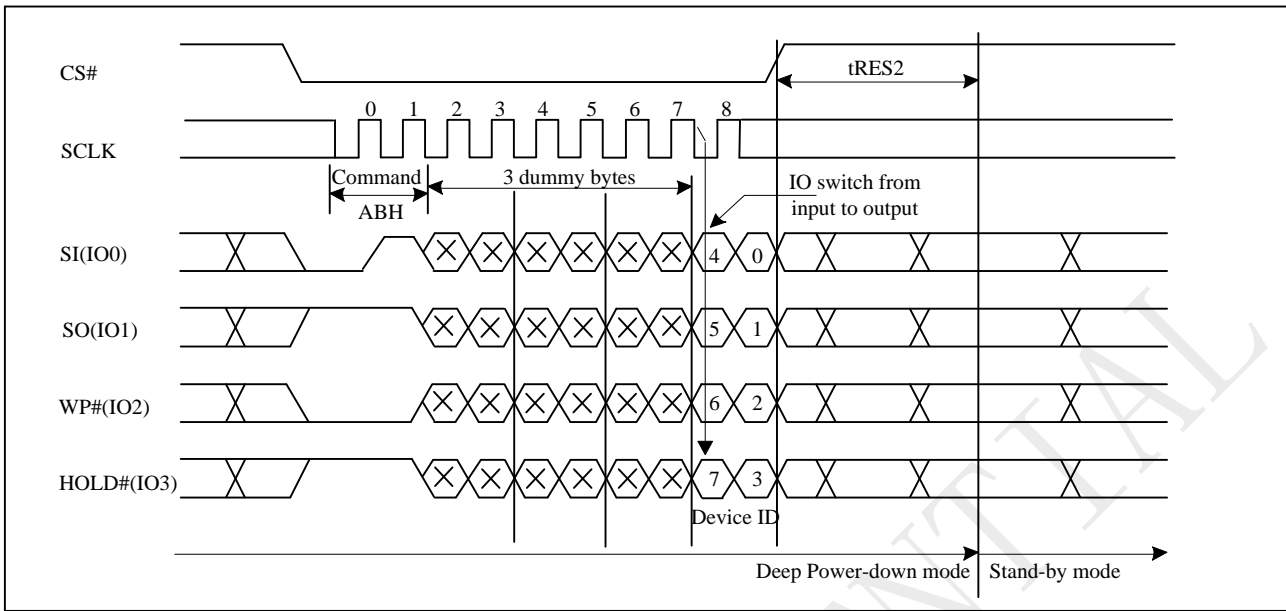 CS#
tRES2
0 1 2 3 4 5 6 7 8
SCLK
Command
ABH
3 dummy bytes
IO switch from
input to output
SI(IO0)
4 0
SO(IO1)
5 1
WP#(IO2)
6 2
HOLD#(IO3)
7 3
Device ID
Deep Power-down mode
Stand-by mode
NTIAL